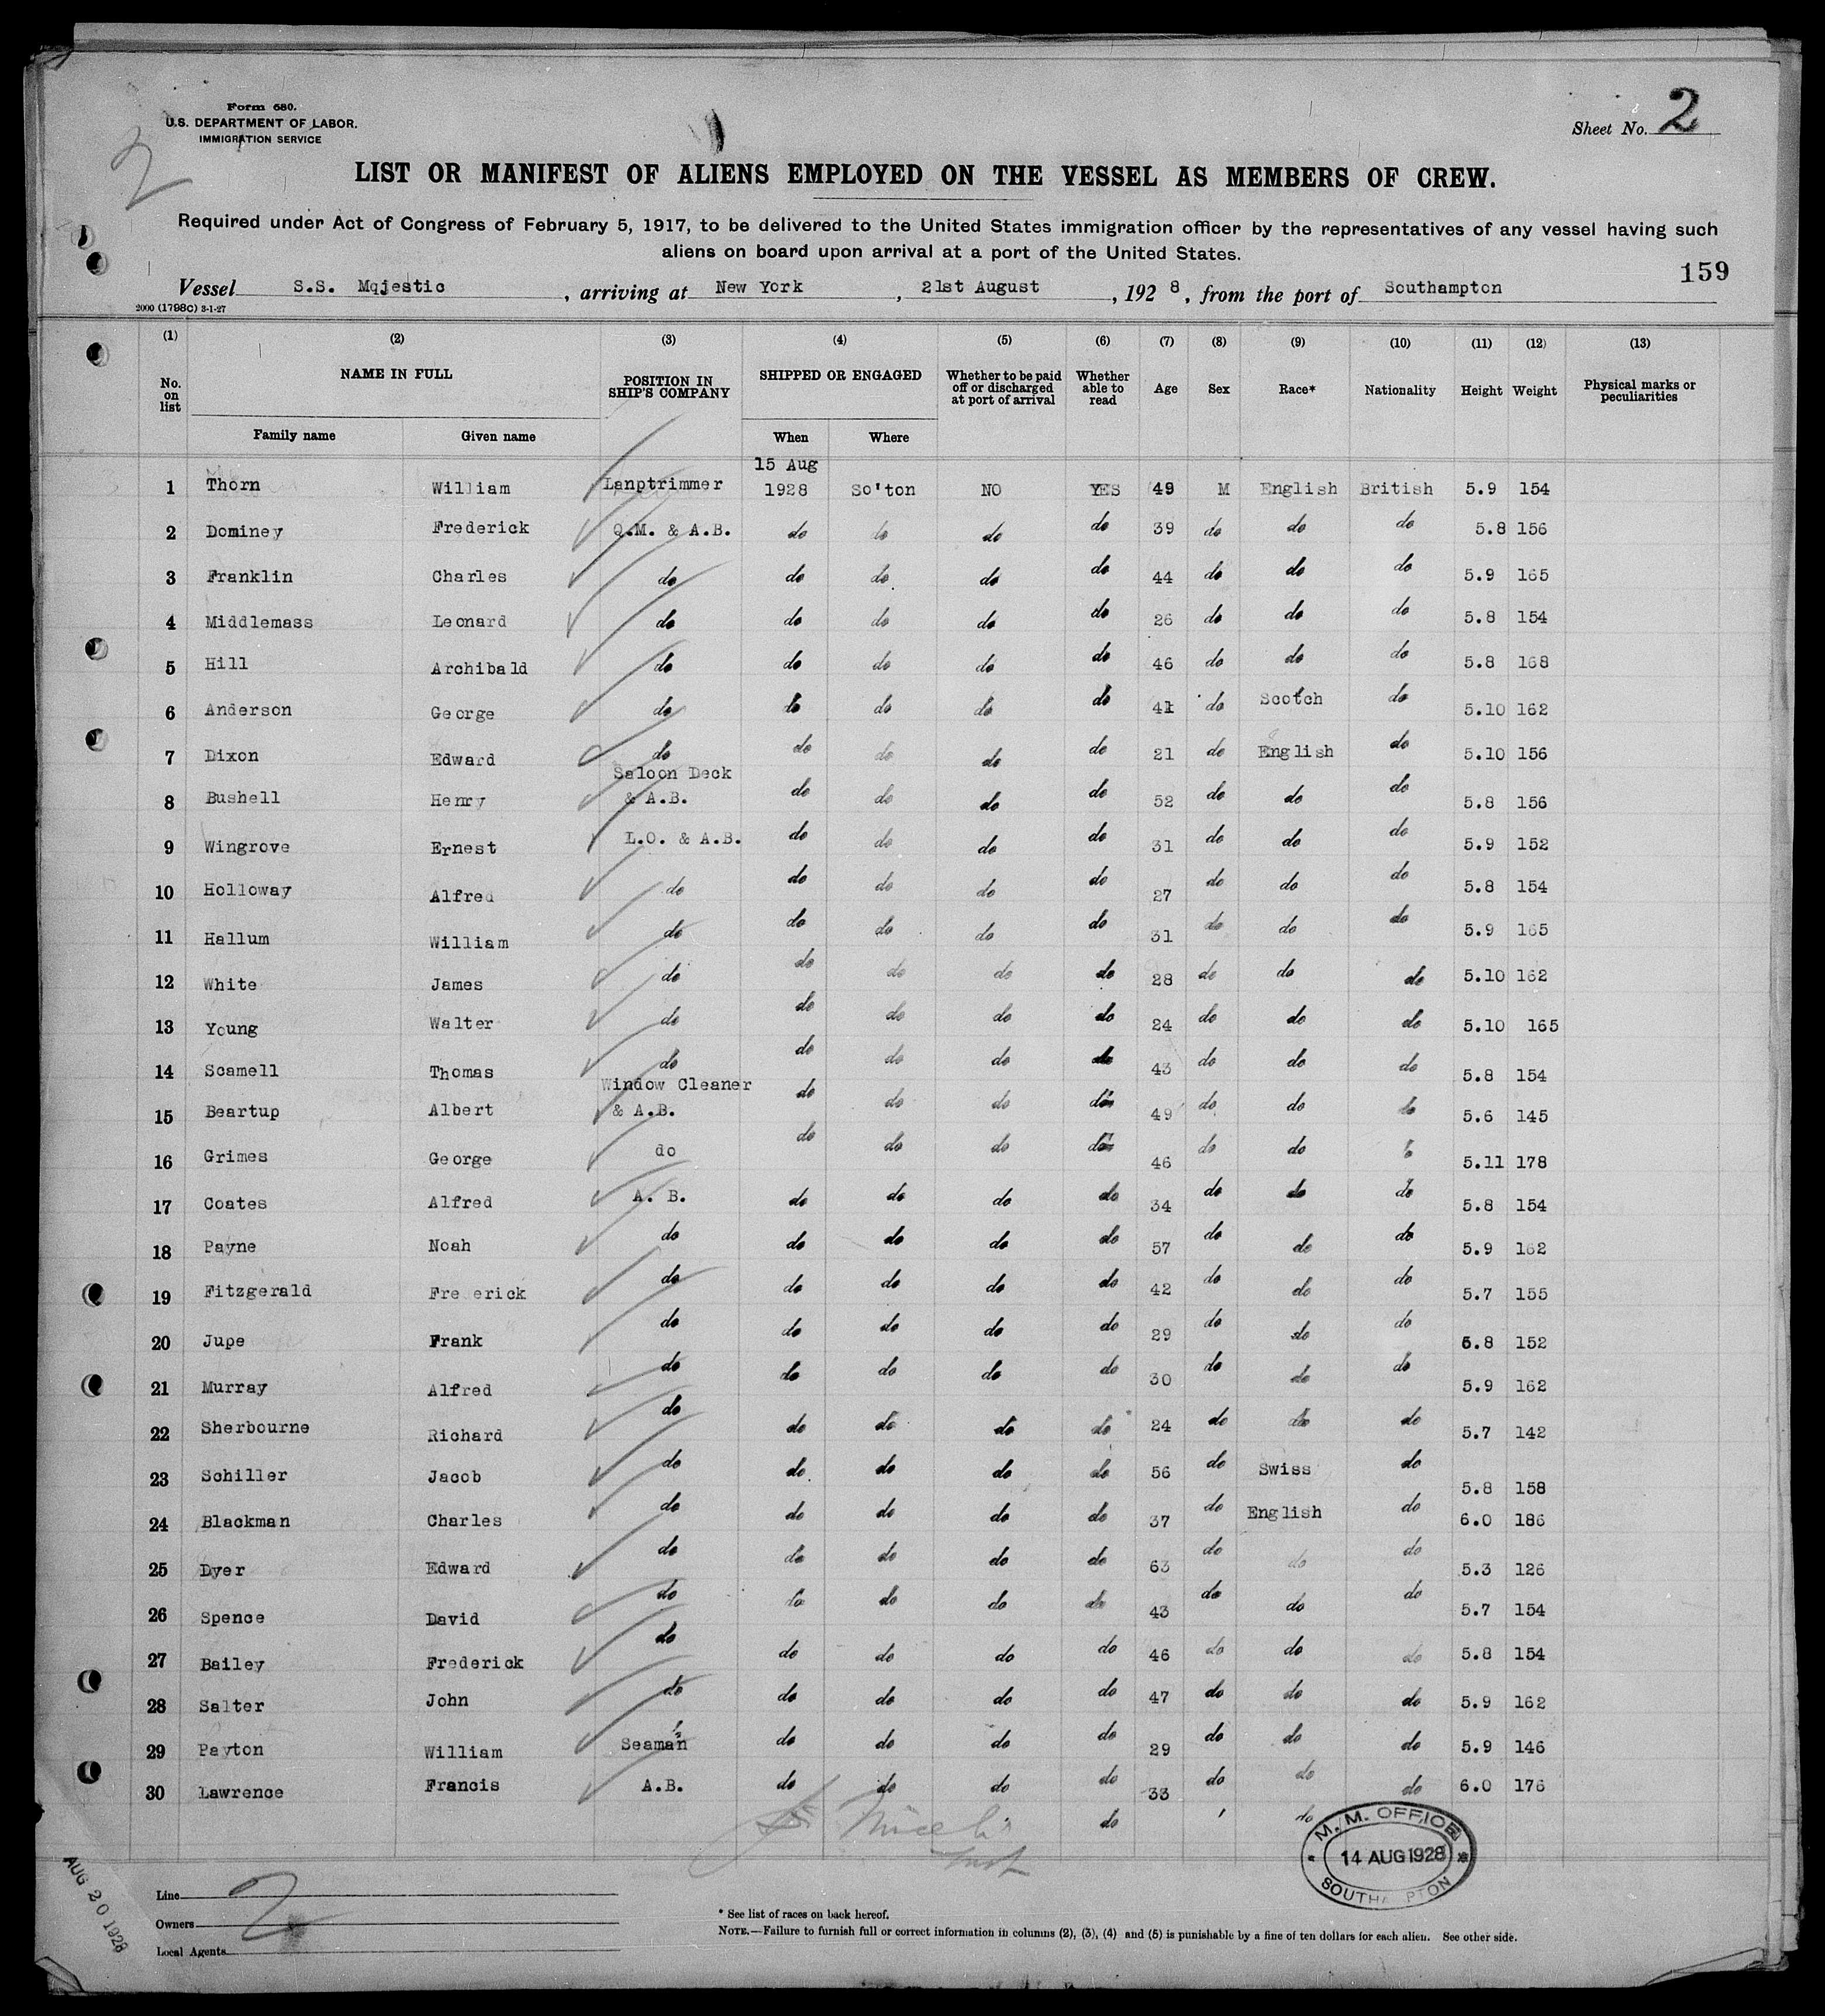 Form 680.
U.S. DEPARTMENT OF LABOR.
IMMIGRATION SERVICE
2
Sheet No. 2
LIST OR MANIFEST OF ALIENS EMPLOYED ON THE VESSEL AS MEMBERS OF CREW.
Required under Act of Congress of February 5, 1917, to be delivered to the United States immigration officer by the representatives of any vessel having such
aliens on board upon arrival at a port of the United States.
159
Vessel S.S. Mqjestic, arriving at New York, 21st August, 1928, from the port of Southampton
2000 (1798C) 3-1-27
(1) (2) (3) (4) (5) (6) (7) (8) (9) (10) (11) (12) (13)
No. on list NAME IN FULL POSITION IN SHIP'S COMPANY SHIPPED OR ENGAGED Whether to be paid off or discharged at port of arrival Whether able to read Age Sex Race* Nationality Height Weight Physical marks or peculiarities
Family name Given name When Where
15 Aug
1 Thorn William Lanptrimmer 1928 So'ton NO YES 49 M English British 5.9 154
2 Dominey Frederick Q.M. & A.B. do do do do 39 do do do 5.8 156
3 Franklin Charles do do do do do 44 do do do 5.9 165
4 Middlemass Leonard do do do do do 26 do do do 5.8 154
5 Hill Archibald do do do do do 46 do do do 5.8 168
6 Anderson George do do do do do 41 do Scotch do 5.10 162
7 Dixon Edward do do do do do 21 do English do 5.10 156
Saloon Deck
8 Bushell Henry & A.B. do do do do 52 do do do 5.8 156
9 Wingrove Ernest L.O. & A.B. do do do do 31 do do do 5.9 152
10 Holloway Alfred do do do do do 27 do do do 5.8 154
11 Hallum William do do do do do 31 do do do 5.9 165
12 White James do do do do do 28 do do do 5.10 162
13 Young Walter do do do do do 24 do do do 5.10 165
14 Scamell Thomas do do do do do 43 do do do 5.8 154
Window Cleaner
15 Beartup Albert & A.B. do do do do 49 do do do 5.6 145
16 Grimes George do do do do do 46 do do do 5.11 178
17 Coates Alfred A. B. do do do do 34 do do do 5.8 154
18 Payne Noah do do do do do 57 do do do 5.9 162
19 Fitzgerald Fre erick do do do do do 42 do do do 5.7 155
20 Jupe Frank do do do do do 29 do do do 5.8 152
21 Murray Alfred do do do do do 30 do do do 5.9 162
22 Sherbourne Richard do do do do do 24 do do do 5.7 142
23 Schiller Jacob do do do do do 56 do Swiss do 5.8 158
24 Blackman Charles do do do do do 37 do English do 6.0 186
25 Dyer Edward do do do do do 63 do do do 5.3 126
26 Spence David do do do do do 43 do do do 5.7 154
27 Bailey Frederick do do do do do 46 do do do 5.8 154
28 Salter John do do do do do 47 do do do 5.9 162
29 Payton William Seaman do do do do 29 do do do 5.9 146
30 Lawrence Francis A.B. do do do do 33 do do do 6.0 176
do do
M. M. OFFICE
14 AUG 1928
SOUTHA PTON
AUG 20 1928
Line
Owners
Local Agents
2
* See list of races on back hereof.
NOTE.—Failure to furnish full or correct information in columns (2), (3), (4) and (5) is punishable by a fine of ten dollars for each alien. See other side.